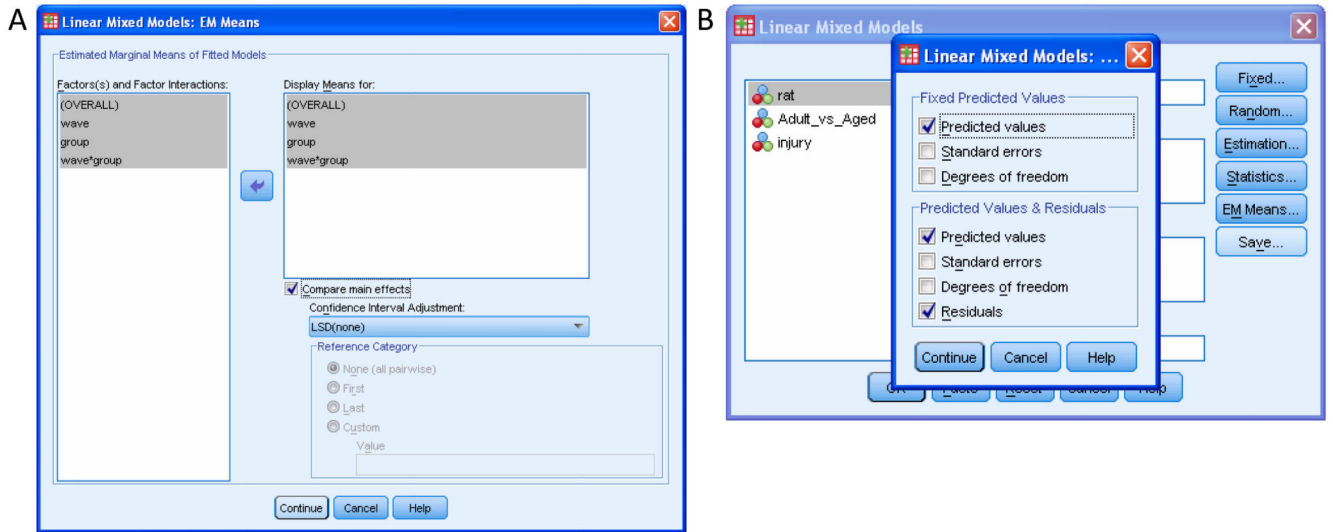 A
Linear Mixed Models: EM Means
Estimated Marginal Means of Fitted Models
Factors(s) and Factor Interactions:
(OVERALL)
wave
group
wave*group
Display Means for:
(OVERALL)
wave
group
wave*group
Compare main effects
Confidence Interval Adjustment:
LSD(none)
Reference Category
None (all pairwise)
First
Last
Custom
Value
Continue Cancel Help
B
Linear Mixed Models
rat
Adult_vs_Aged
injury
Linear Mixed Models: ...
Fixed Predicted Values
Predicted values
Standard errors
Degrees of freedom
Predicted Values & Residuals
Predicted values
Standard errors
Degrees of freedom
Residuals
Continue Cancel Help
Fixed...
Random...
Estimation...
Statistics...
EM Means...
Save...